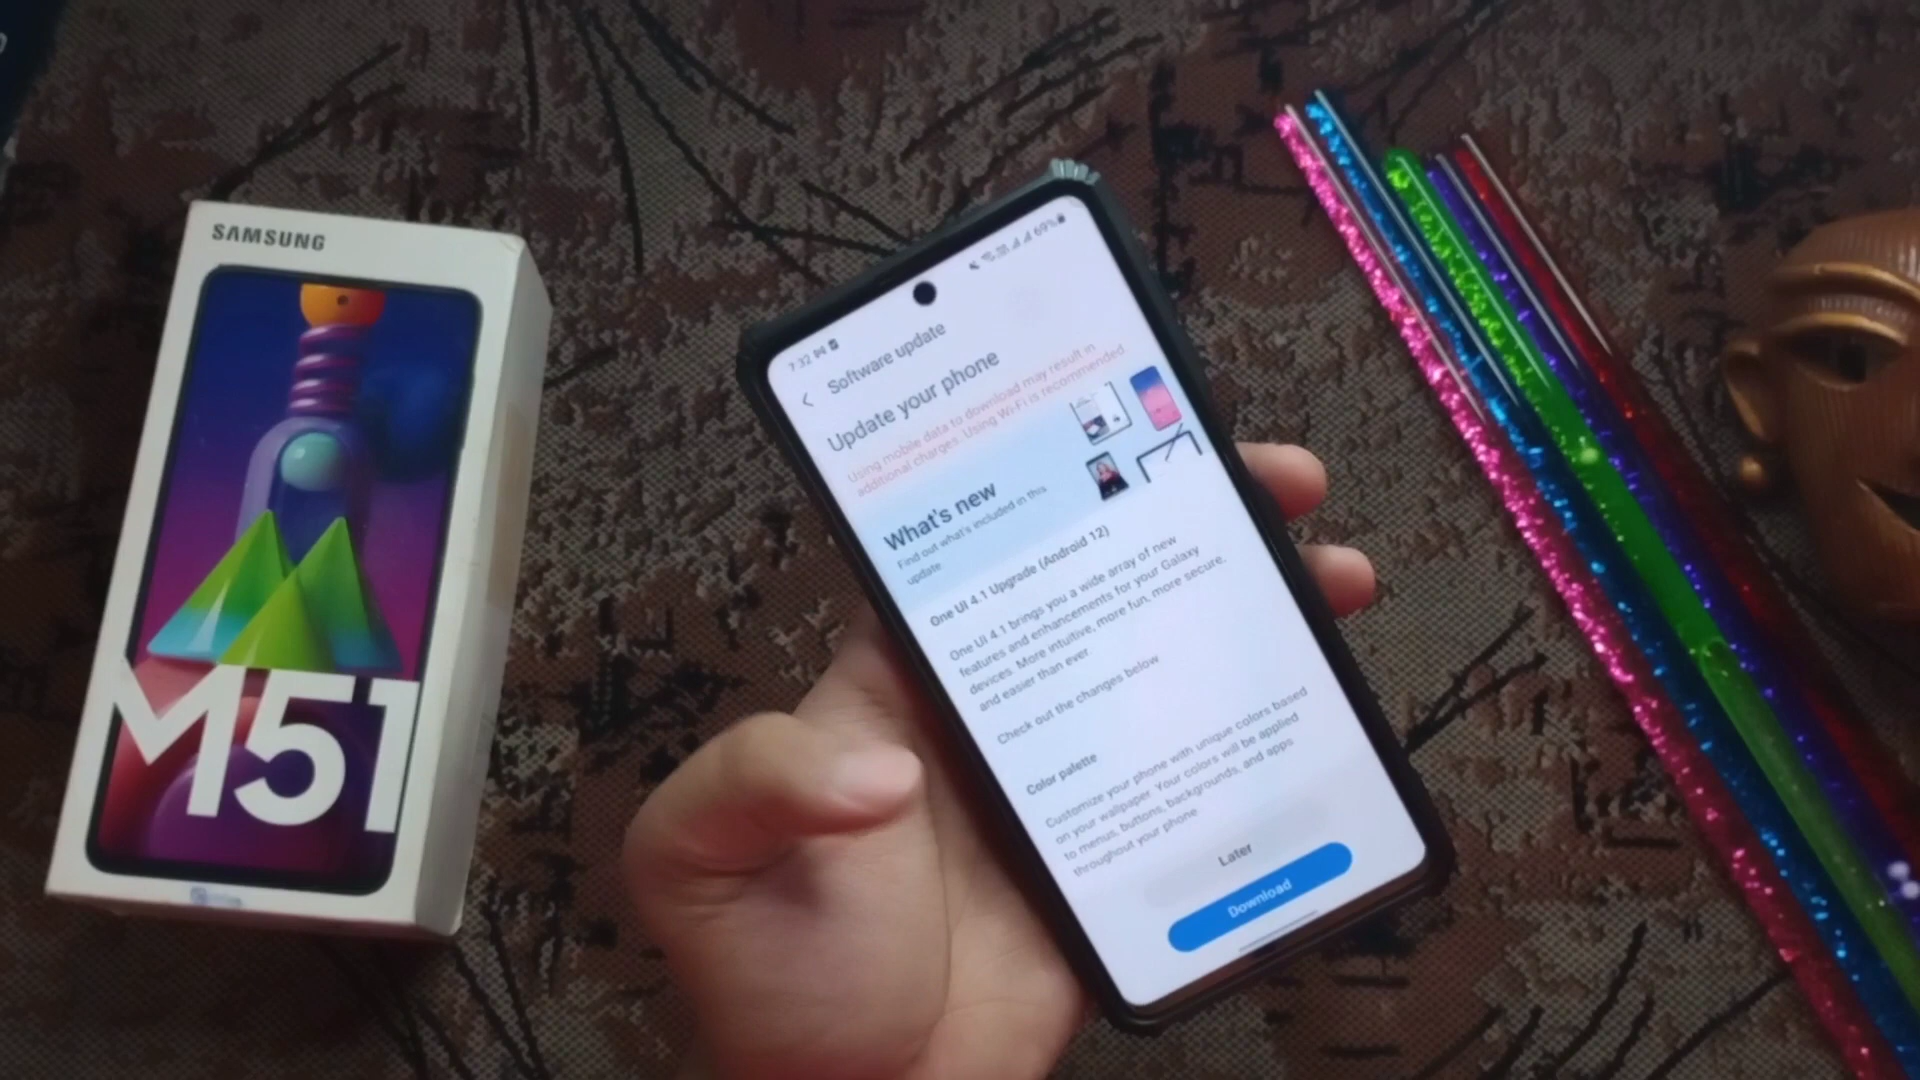 SAMSUNG
M51
7:32
69%
Software update
Update your phone
Using mobile data to download may result in
additional charges. Using Wi-Fi is recommended
What's new
Find out what's included in this
update
One UI 4.1 Upgrade (Android 12)
One UI 4.1 brings you a wide array of new
features and enhancements for your Galaxy
devices. More intuitive, more fun, more secure,
and easier than ever.
Check out the changes below
Color palette
Customize your phone with unique colors based
on your wallpaper. Your colors will be applied
to menus, buttons, backgrounds, and apps
throughout your phone
Later
Download